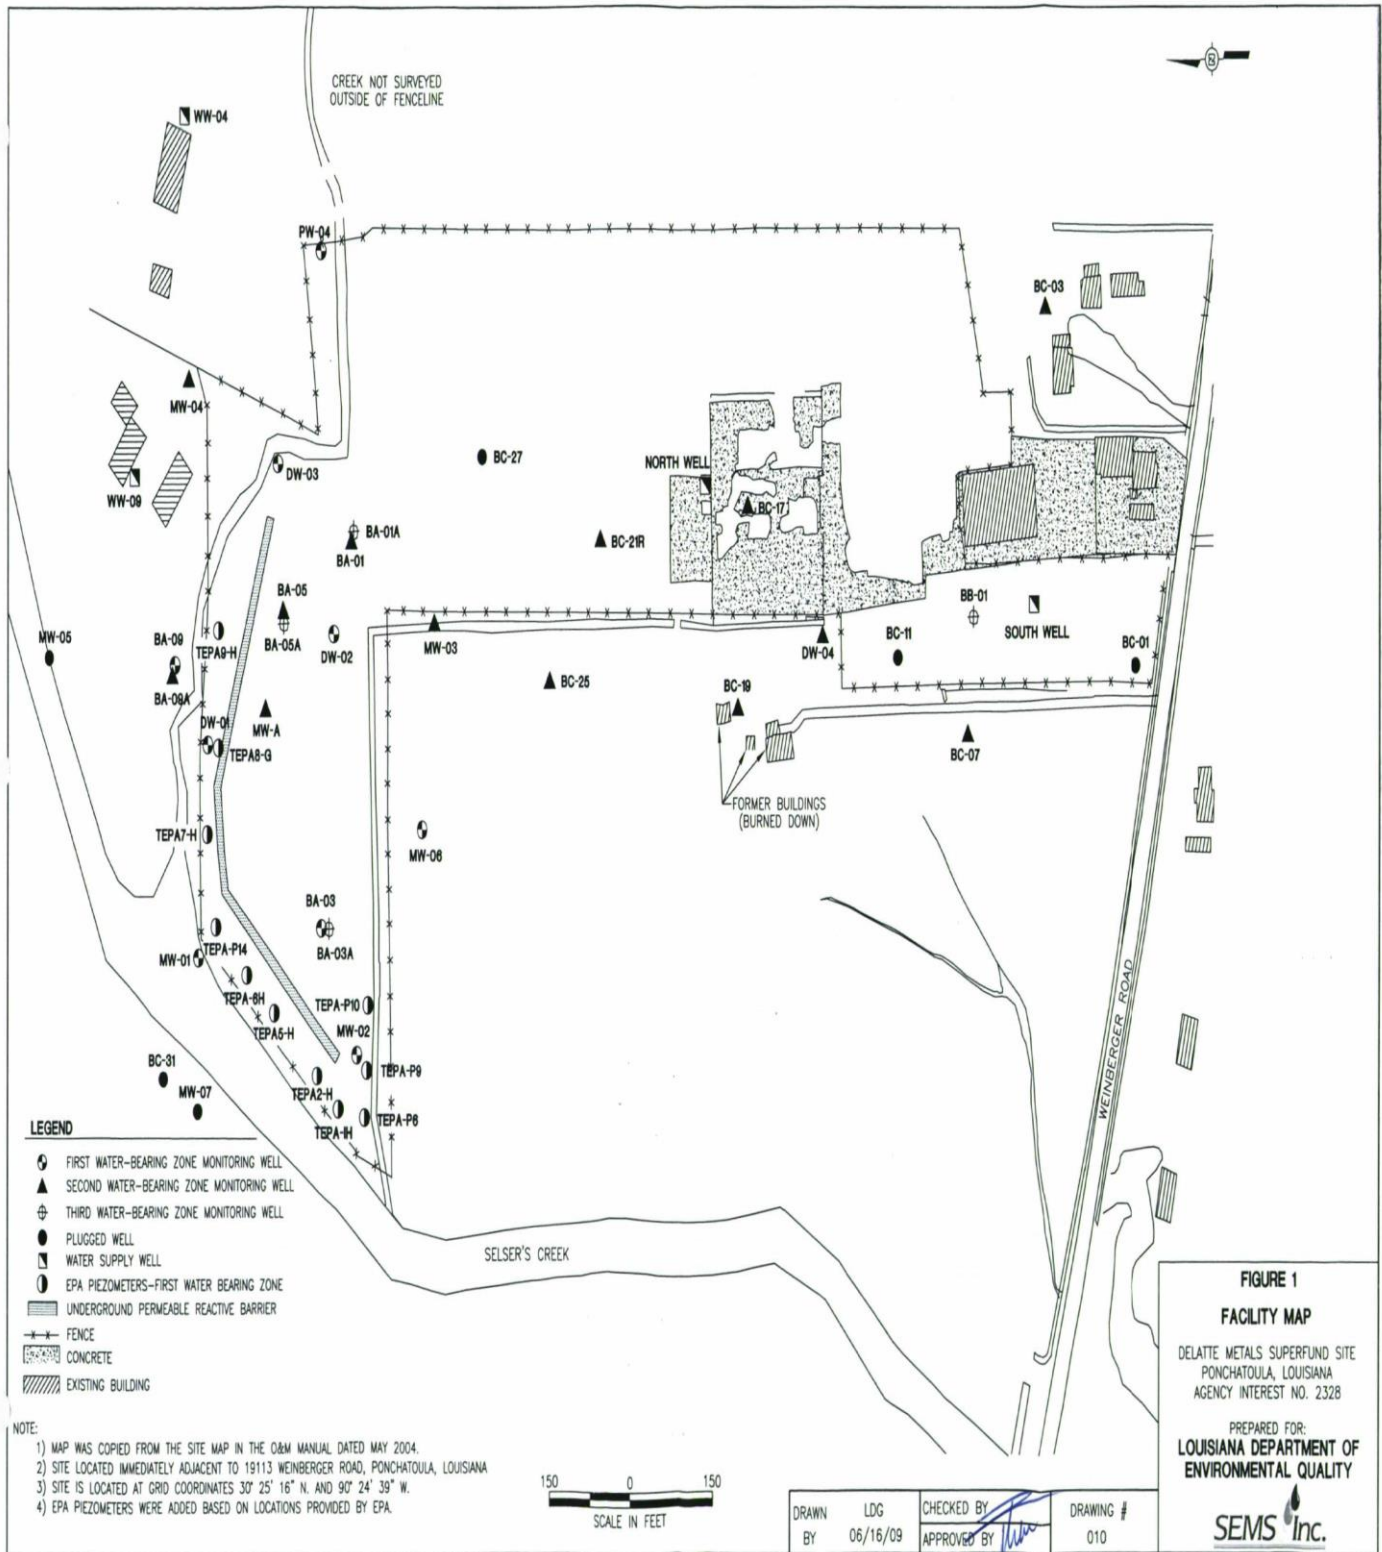 CREEK NOT SURVEYED
OUTSIDE OF FENCELINE
WW-04
PW-04
BC-03
MW-04
WW-09
DW-03
BC-27
NORTH WELL
BC-17
BA-01A
BA-01
BC-21R
BA-05
BA-05A
BB-01
SOUTH WELL
MW-05
BA-09
TEPA9-H
DW-02
MW-03
DW-04
BC-11
BC-01
BA-09A
BC-25
BC-19
DW-01
MW-A
TEPA8-G
BC-07
FORMER BUILDINGS
(BURNED DOWN)
TEPA7-H
MW-06
BA-03
TEPA-P14
BA-03A
MW-01
TEPA-6H
TEPA-P10
TEPA5-H
MW-02
WEINBERGER ROAD
BC-31
TEPA-P9
MW-07
TEPA2-H
TEPA-1H
TEPA-P6
SELSER'S CREEK
LEGEND
FIRST WATER-BEARING ZONE MONITORING WELL
SECOND WATER-BEARING ZONE MONITORING WELL
THIRD WATER-BEARING ZONE MONITORING WELL
PLUGGED WELL
WATER SUPPLY WELL
EPA PIEZOMETERS-FIRST WATER BEARING ZONE
UNDERGROUND PERMEABLE REACTIVE BARRIER
FENCE
CONCRETE
EXISTING BUILDING
NOTE:
1) MAP WAS COPIED FROM THE SITE MAP IN THE O&M MANUAL DATED MAY 2004.
2) SITE LOCATED IMMEDIATELY ADJACENT TO 19113 WEINBERGER ROAD, PONCHATOULA, LOUISIANA
3) SITE IS LOCATED AT GRID COORDINATES 30° 25' 16" N. AND 90° 24' 39" W.
4) EPA PIEZOMETERS WERE ADDED BASED ON LOCATIONS PROVIDED BY EPA.
150 0 150
SCALE IN FEET
DRAWN BY LDG 06/16/09
CHECKED BY
APPROVED BY
DRAWING # 010
FIGURE 1
FACILITY MAP
DELATTE METALS SUPERFUND SITE
PONCHATOULA, LOUISIANA
AGENCY INTEREST NO. 2328
PREPARED FOR:
LOUISIANA DEPARTMENT OF
ENVIRONMENTAL QUALITY
SEMS Inc.